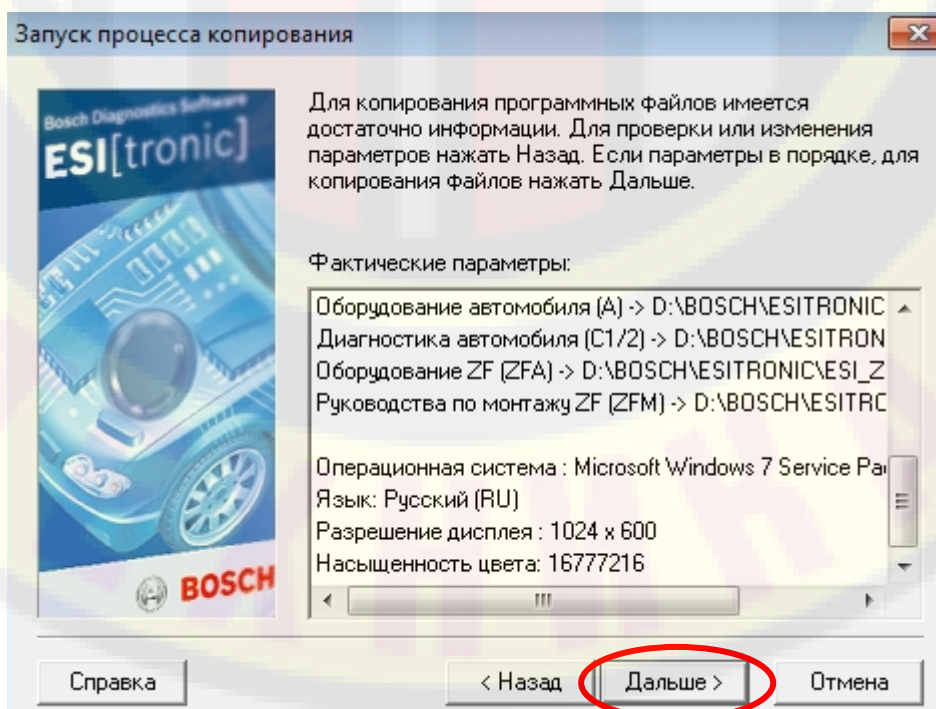 Запуск процесса копирования
Bosch Diagnostics Software
ESI[tronic]
BOSCH
Для копирования программных файлов имеется
достаточно информации. Для проверки или изменения
параметров нажать Назад. Если параметры в порядке, для
копирования файлов нажать Дальше.
Фактические параметры:
Оборудование автомобиля (A) -> D:\BOSCH\ESITRONIC
Диагностика автомобиля (C1/2) -> D:\BOSCH\ESITRON
Оборудование ZF (ZFA) -> D:\BOSCH\ESITRONIC\ESI_Z
Руководства по монтажу ZF (ZFM) -> D:\BOSCH\ESITRC
Операционная система : Microsoft Windows 7 Service Pa
Язык: Русский (RU)
Разрешение дисплея : 1024 x 600
Насыщенность цвета: 16777216
Справка
< Назад
Дальше >
Отмена